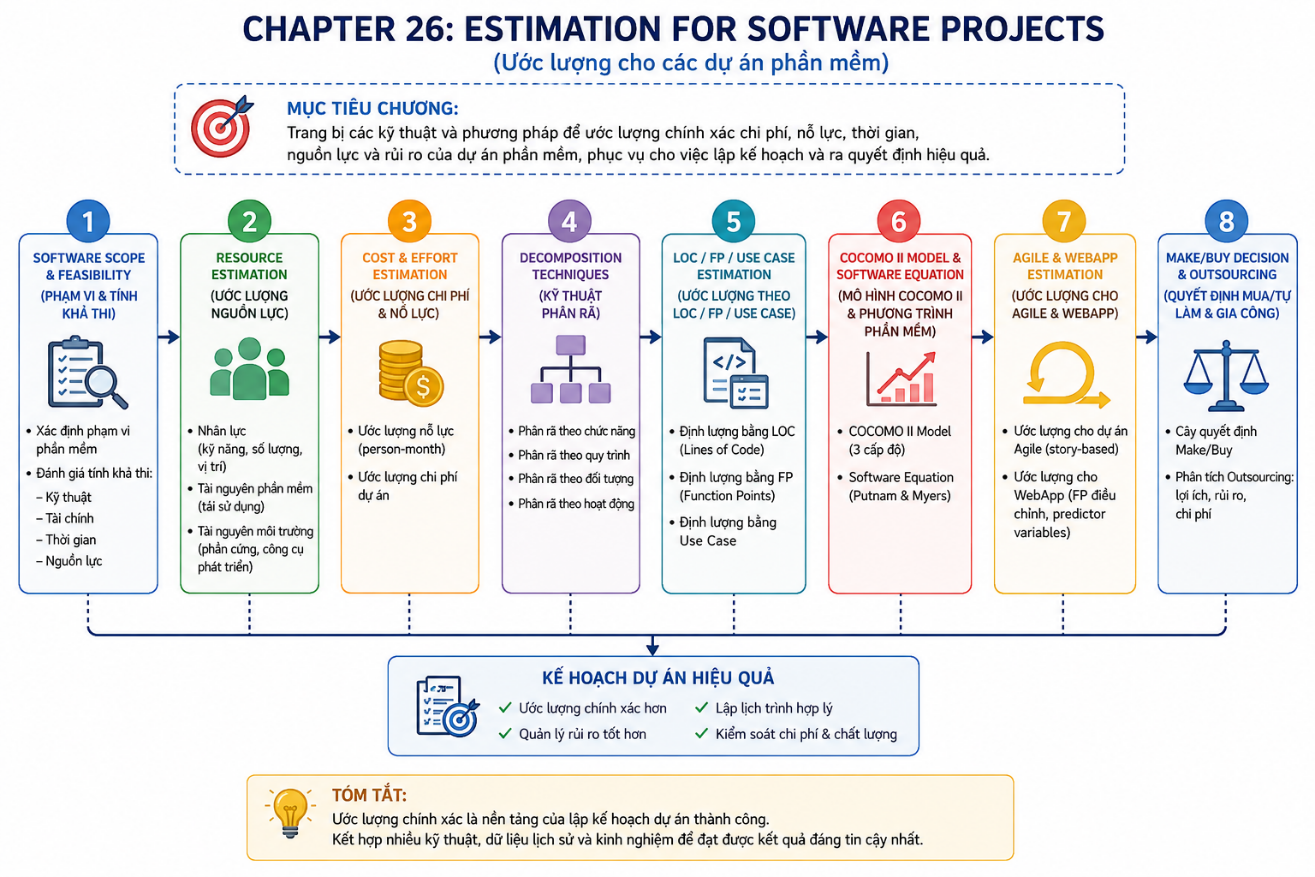 CHAPTER 26: ESTIMATION FOR SOFTWARE PROJECTS
(Ước lượng cho các dự án phần mềm)
MỤC TIÊU CHƯƠNG:
Trang bị các kỹ thuật và phương pháp để ước lượng chính xác chi phí, nỗ lực, thời gian,
nguồn lực và rủi ro của dự án phần mềm, phục vụ cho việc lập kế hoạch và ra quyết định hiệu quả.
1
SOFTWARE SCOPE
& FEASIBILITY
(PHẠM VI & TÍNH
KHẢ THI)
• Xác định phạm vi
phần mềm
• Đánh giá tính khả thi:
– Kỹ thuật
– Tài chính
– Thời gian
– Nguồn lực
2
RESOURCE
ESTIMATION
(ƯỚC LƯỢNG
NGUỒN LỰC)
• Nhân lực
(kỹ năng, số lượng,
vị trí)
• Tài nguyên phần mềm
(tái sử dụng)
• Tài nguyên môi trường
(phần cứng, công cụ
phát triển)
3
COST & EFFORT
ESTIMATION
(ƯỚC LƯỢNG CHI PHÍ
& NỖ LỰC)
$
• Ước lượng nỗ lực
(person-month)
• Ước lượng chi phí
dự án
4
DECOMPOSITION
TECHNIQUES
(KỸ THUẬT
PHÂN RÃ)
• Phân rã theo chức năng
• Phân rã theo quy trình
• Phân rã theo đối tượng
• Phân rã theo hoạt động
5
LOC / FP / USE CASE
ESTIMATION
(ƯỚC LƯỢNG THEO
LOC / FP / USE CASE)
</>
• Định lượng bằng LOC
(Lines of Code)
• Định lượng bằng FP
(Function Points)
• Định lượng bằng
Use Case
6
COCOMO II MODEL &
SOFTWARE EQUATION
(MÔ HÌNH COCOMO II
& PHƯƠNG TRÌNH
PHẦN MỀM)
• COCOMO II Model
(3 cấp độ)
• Software Equation
(Putnam & Myers)
7
AGILE & WEBAPP
ESTIMATION
(ƯỚC LƯỢNG CHO
AGILE & WEBAPP)
• Ước lượng cho dự án
Agile (story-based)
• Ước lượng cho
WebApp (FP điều
chỉnh, predictor
variables)
8
MAKE/BUY DECISION
& OUTSOURCING
(QUYẾT ĐỊNH MUA/TỰ
LÀM & GIA CÔNG)
• Cây quyết định
Make/Buy
• Phân tích Outsourcing:
lợi ích, rủi ro,
chi phí
KẾ HOẠCH DỰ ÁN HIỆU QUẢ
✓ Ước lượng chính xác hơn ✓ Lập lịch trình hợp lý
✓ Quản lý rủi ro tốt hơn ✓ Kiểm soát chi phí & chất lượng
TÓM TẮT:
Ước lượng chính xác là nền tảng của lập kế hoạch dự án thành công.
Kết hợp nhiều kỹ thuật, dữ liệu lịch sử và kinh nghiệm để đạt được kết quả đáng tin cậy nhất.